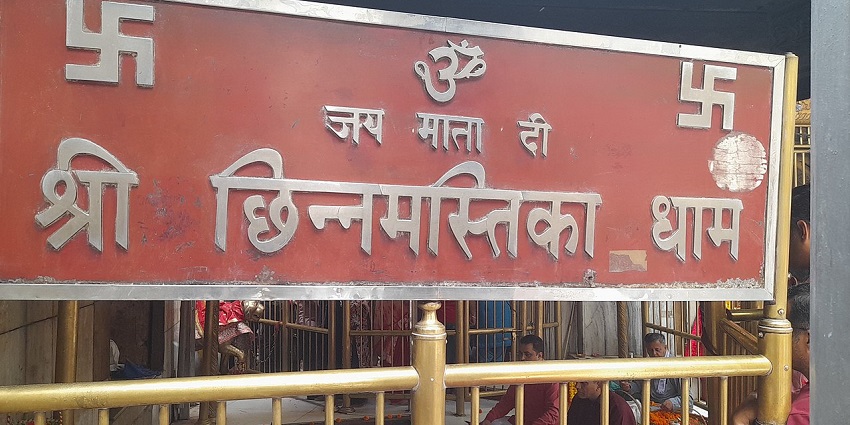 ॐ
जय माता दी
श्री छिन्नमस्तिका धाम